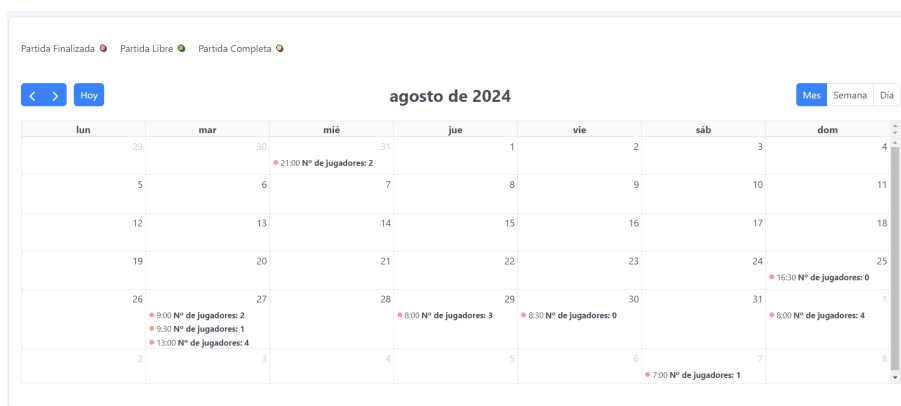 Partida Finalizada Partida Libre Partida Completa
Hoy agosto de 2024 Mes Semana Día
lun mar mié jue vie sáb dom
29 30 31 1 2 3 4
21:00 Nº de jugadores: 2
5 6 7 8 9 10 11
12 13 14 15 16 17 18
19 20 21 22 23 24 25
16:30 Nº de jugadores: 0
26 27 28 29 30 31 1
9:00 Nº de jugadores: 2 8:00 Nº de jugadores: 3 8:30 Nº de jugadores: 0 8:00 Nº de jugadores: 4
9:30 Nº de jugadores: 1
13:00 Nº de jugadores: 4
2 3 4 5 6 7 8
7:00 Nº de jugadores: 1